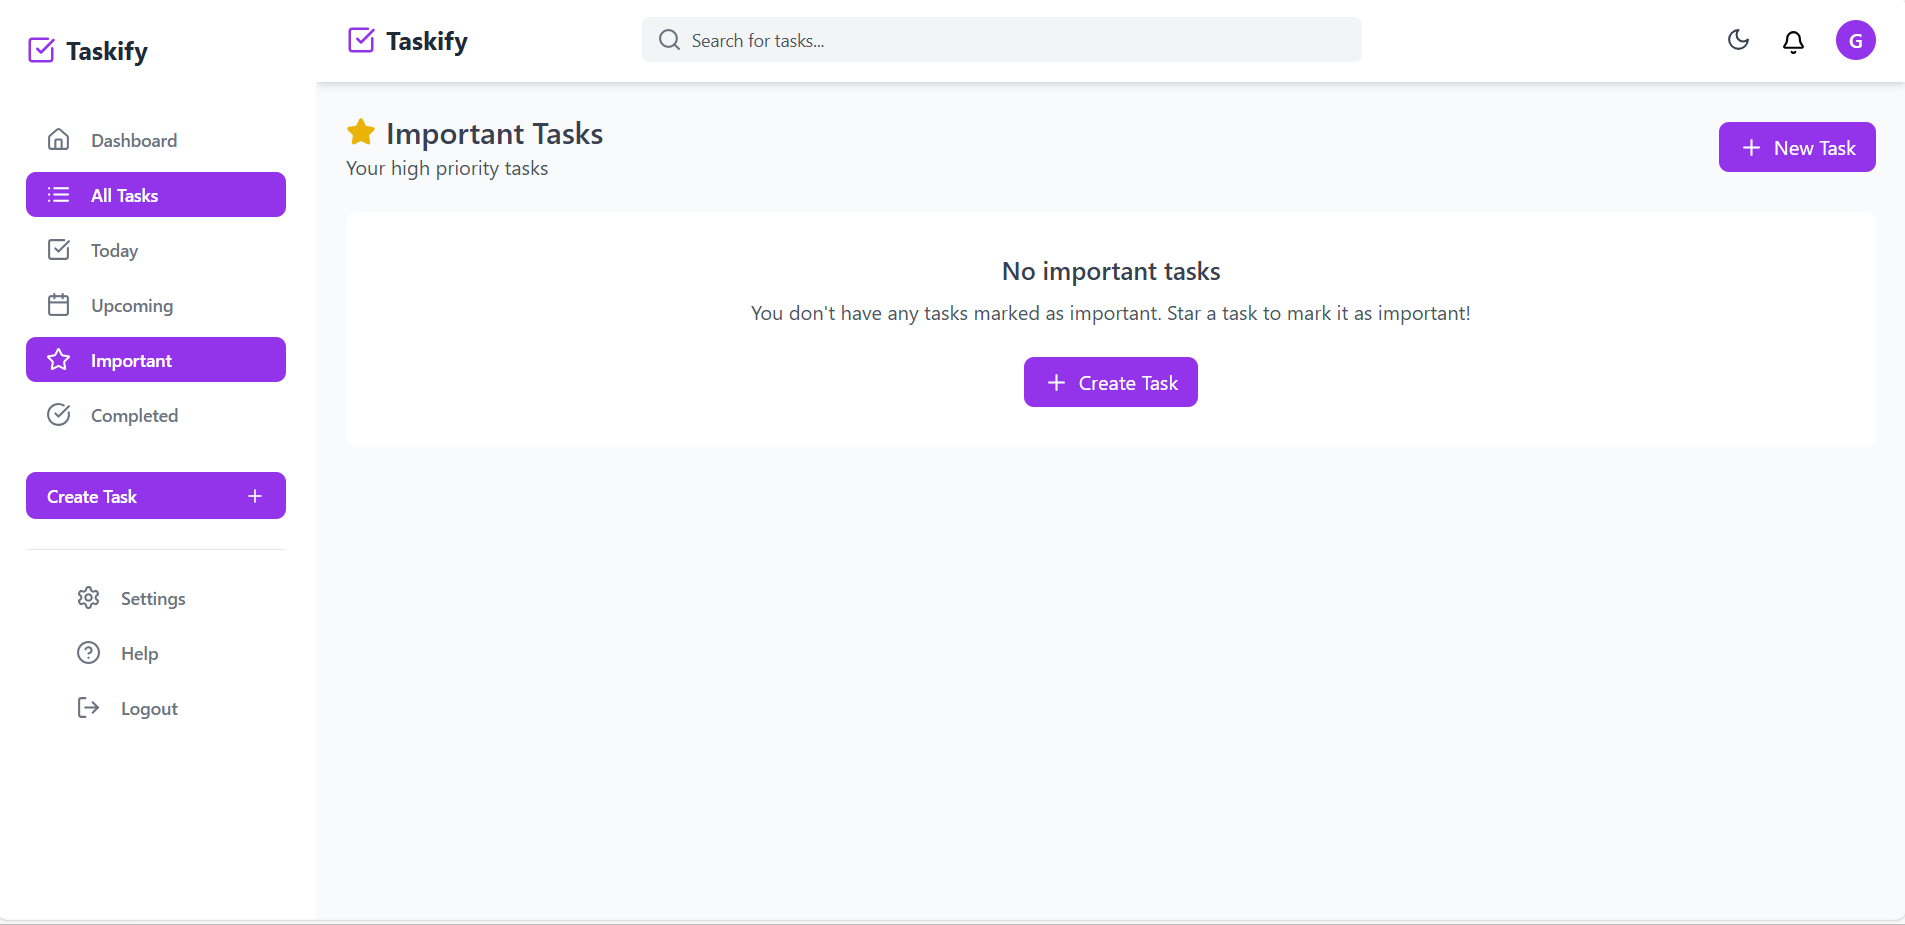 Taskify
Dashboard
All Tasks
Today
Upcoming
Important
Completed
Create Task
Settings
Help
Logout
Taskify
Search for tasks...
G
Important Tasks
Your high priority tasks
New Task
No important tasks
You don't have any tasks marked as important. Star a task to mark it as important!
Create Task